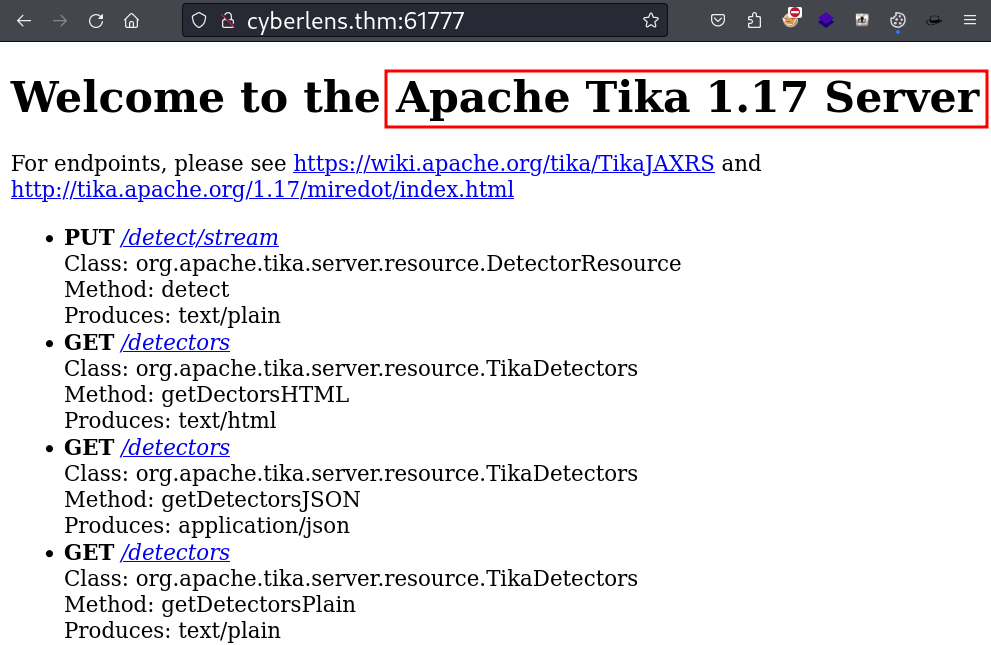 cyberlens.thm:61777
Welcome to the Apache Tika 1.17 Server
For endpoints, please see https://wiki.apache.org/tika/TikaJAXRS and
http://tika.apache.org/1.17/miredot/index.html
• PUT /detect/stream
Class: org.apache.tika.server.resource.DetectorResource
Method: detect
Produces: text/plain
• GET /detectors
Class: org.apache.tika.server.resource.TikaDetectors
Method: getDectorsHTML
Produces: text/html
• GET /detectors
Class: org.apache.tika.server.resource.TikaDetectors
Method: getDetectorsJSON
Produces: application/json
• GET /detectors
Class: org.apache.tika.server.resource.TikaDetectors
Method: getDetectorsPlain
Produces: text/plain